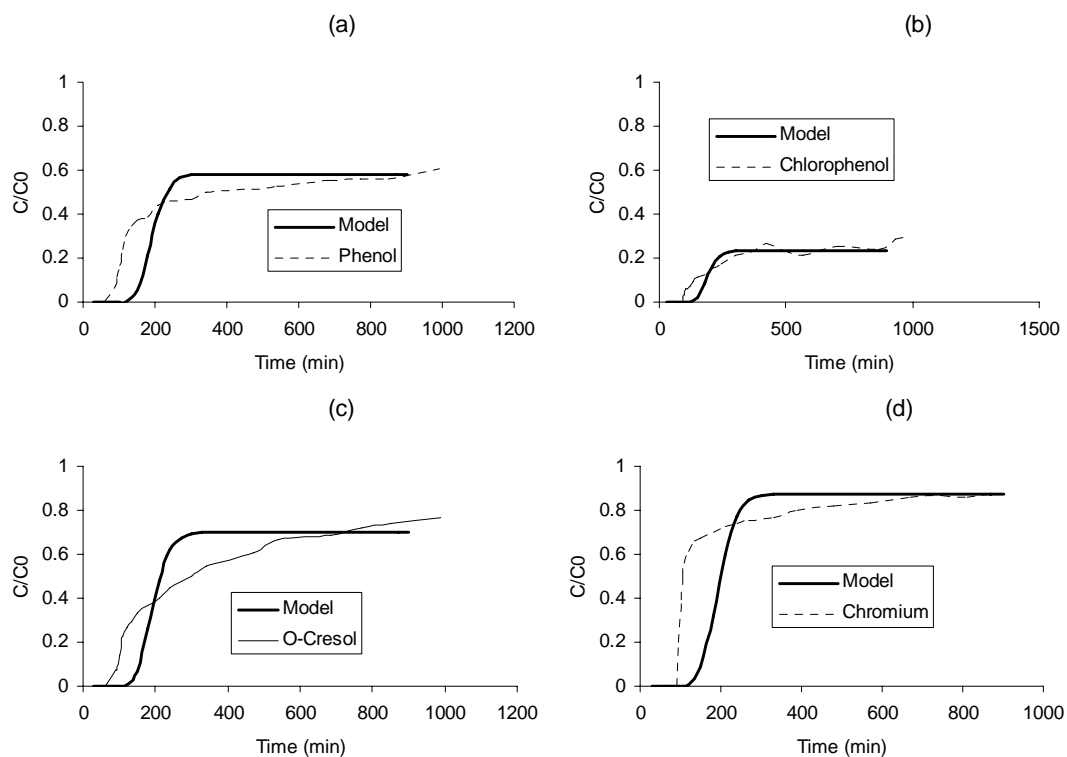 (a)
1
0.8
0.6
0.4
0.2
0
C/C0
Model
Phenol
0 200 400 600 800 1000 1200
Time (min)
(b)
1
0.8
0.6
0.4
0.2
0
C/C0
Model
Chlorophenol
0 500 1000 1500
Time (min)
(c)
1
0.8
0.6
0.4
0.2
0
C/C0
Model
O-Cresol
0 200 400 600 800 1000 1200
Time (min)
(d)
1
0.8
0.6
0.4
0.2
0
C/C0
Model
Chromium
0 200 400 600 800 1000
Time (min)